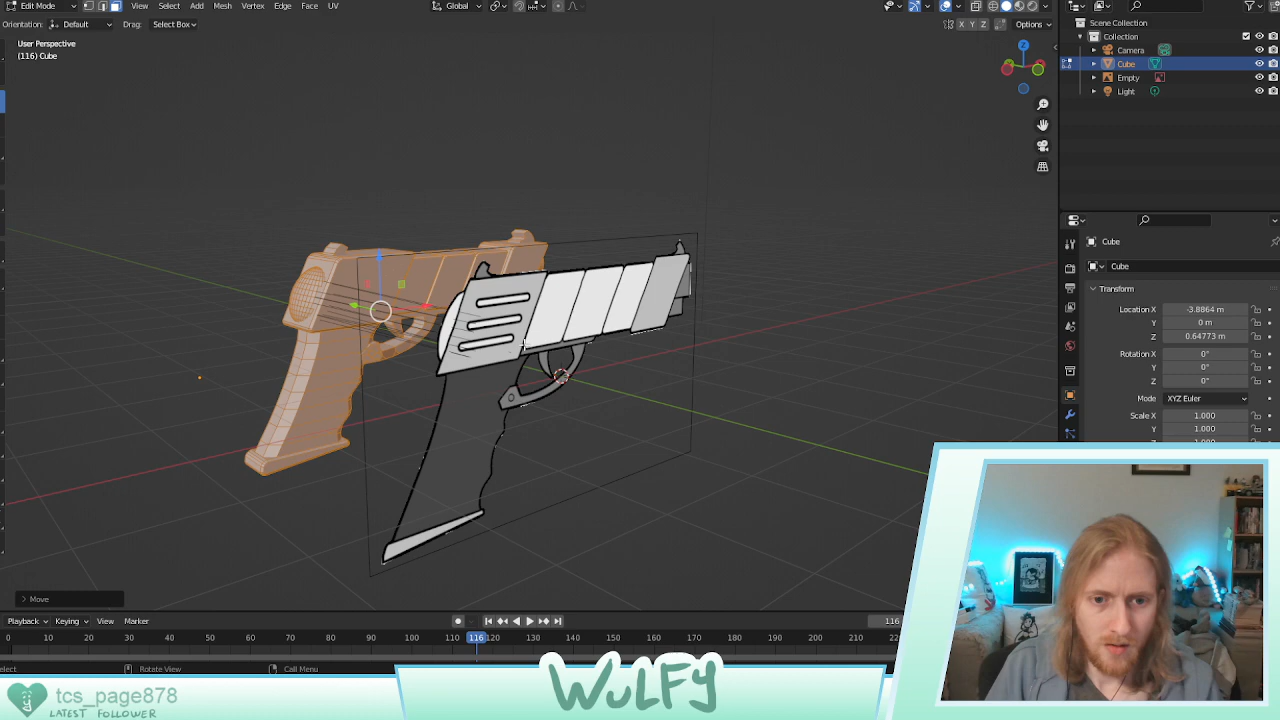 Edit Mode View Select Add Mesh Vertex Edge Face UV Global
Orientation: Default Drag: Select Box X Y Z Options
User Perspective
(116) Cube
Scene Collection
Collection
Camera
Cube
Empty
Light
Cube
Cube
Transform
Location X -3.8864 m
Y 0 m
Z 0.64773 m
Rotation X 0°
Y 0°
Z 0°
Mode XYZ Euler
Scale X 1.000
Y 1.000
Z
Move
Playback Keying View Marker 116
0 10 20 30 40 50 60 70 80 90 100 110 116 120 130 140 150 160 170 180 190 200 210
Rotate View Call Menu
WULFY
tcs_page878
LATEST FOLLOWER